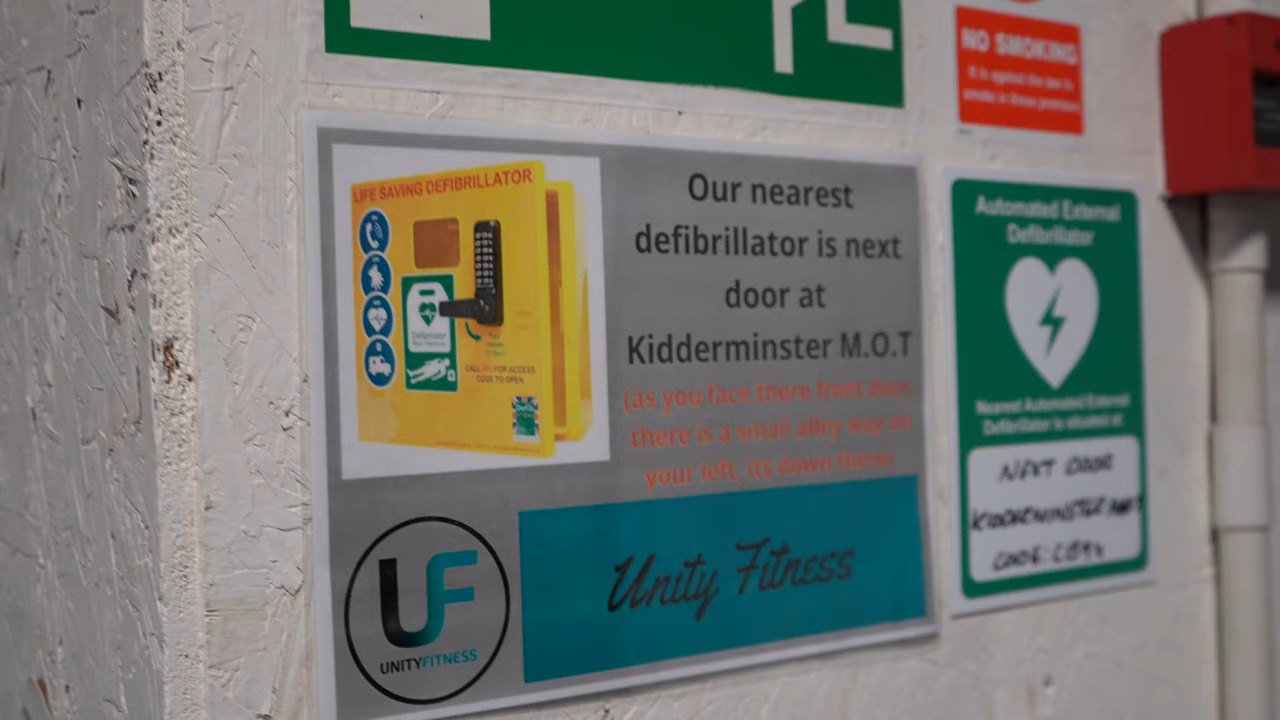 NO SMOKING
It is against the law to
smoke in these premises
LIFE SAVING DEFIBRILLATOR
Defibrillator
CALL 999 FOR ACCESS
CODE TO OPEN
Our nearest
defibrillator is next
door at
Kidderminster M.O.T
(as you face there front door,
there is a small alley way on
your left, its down there)
UF
UNITYFITNESS
Unity Fitness
Automated External
Defibrillator
Nearest Automated External
Defibrillator is situated at:
NEXT DOOR
KIDDERMINSTER
CODE: